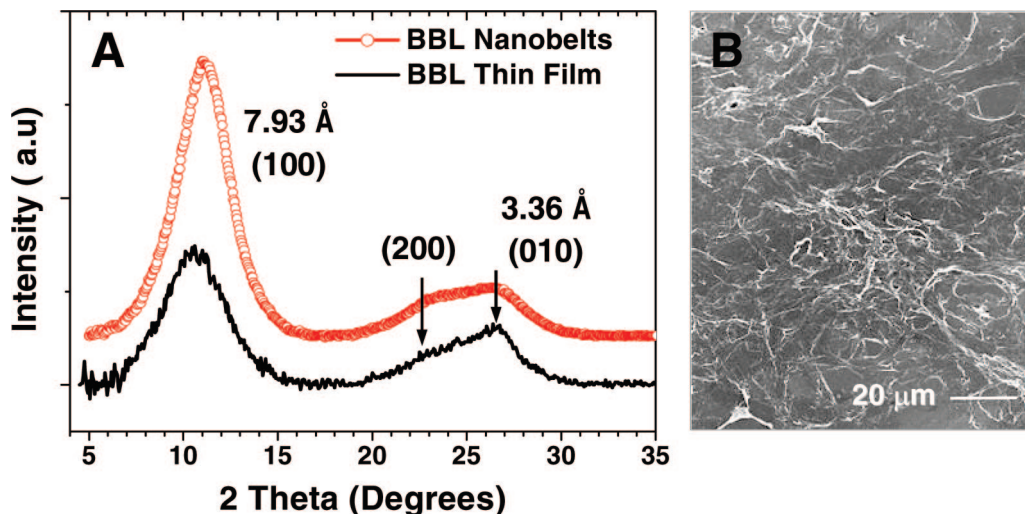 A
BBL Nanobelts
BBL Thin Film
7.93 Å
(100)
(200)
3.36 Å
(010)
Intensity ( a.u)
5 10 15 20 25 30 35
2 Theta (Degrees)
B
20 μm